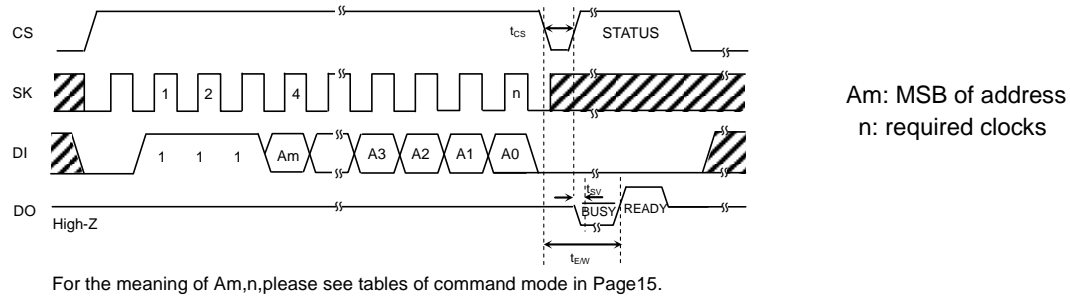 CS
tCS
STATUS
SK
1
2
4
n
Am: MSB of address
n: required clocks
DI
1 1 1
Am
A3
A2
A1
A0
tSV
DO
BUSY
READY
High-Z
tE/W
For the meaning of Am,n,please see tables of command mode in Page15.